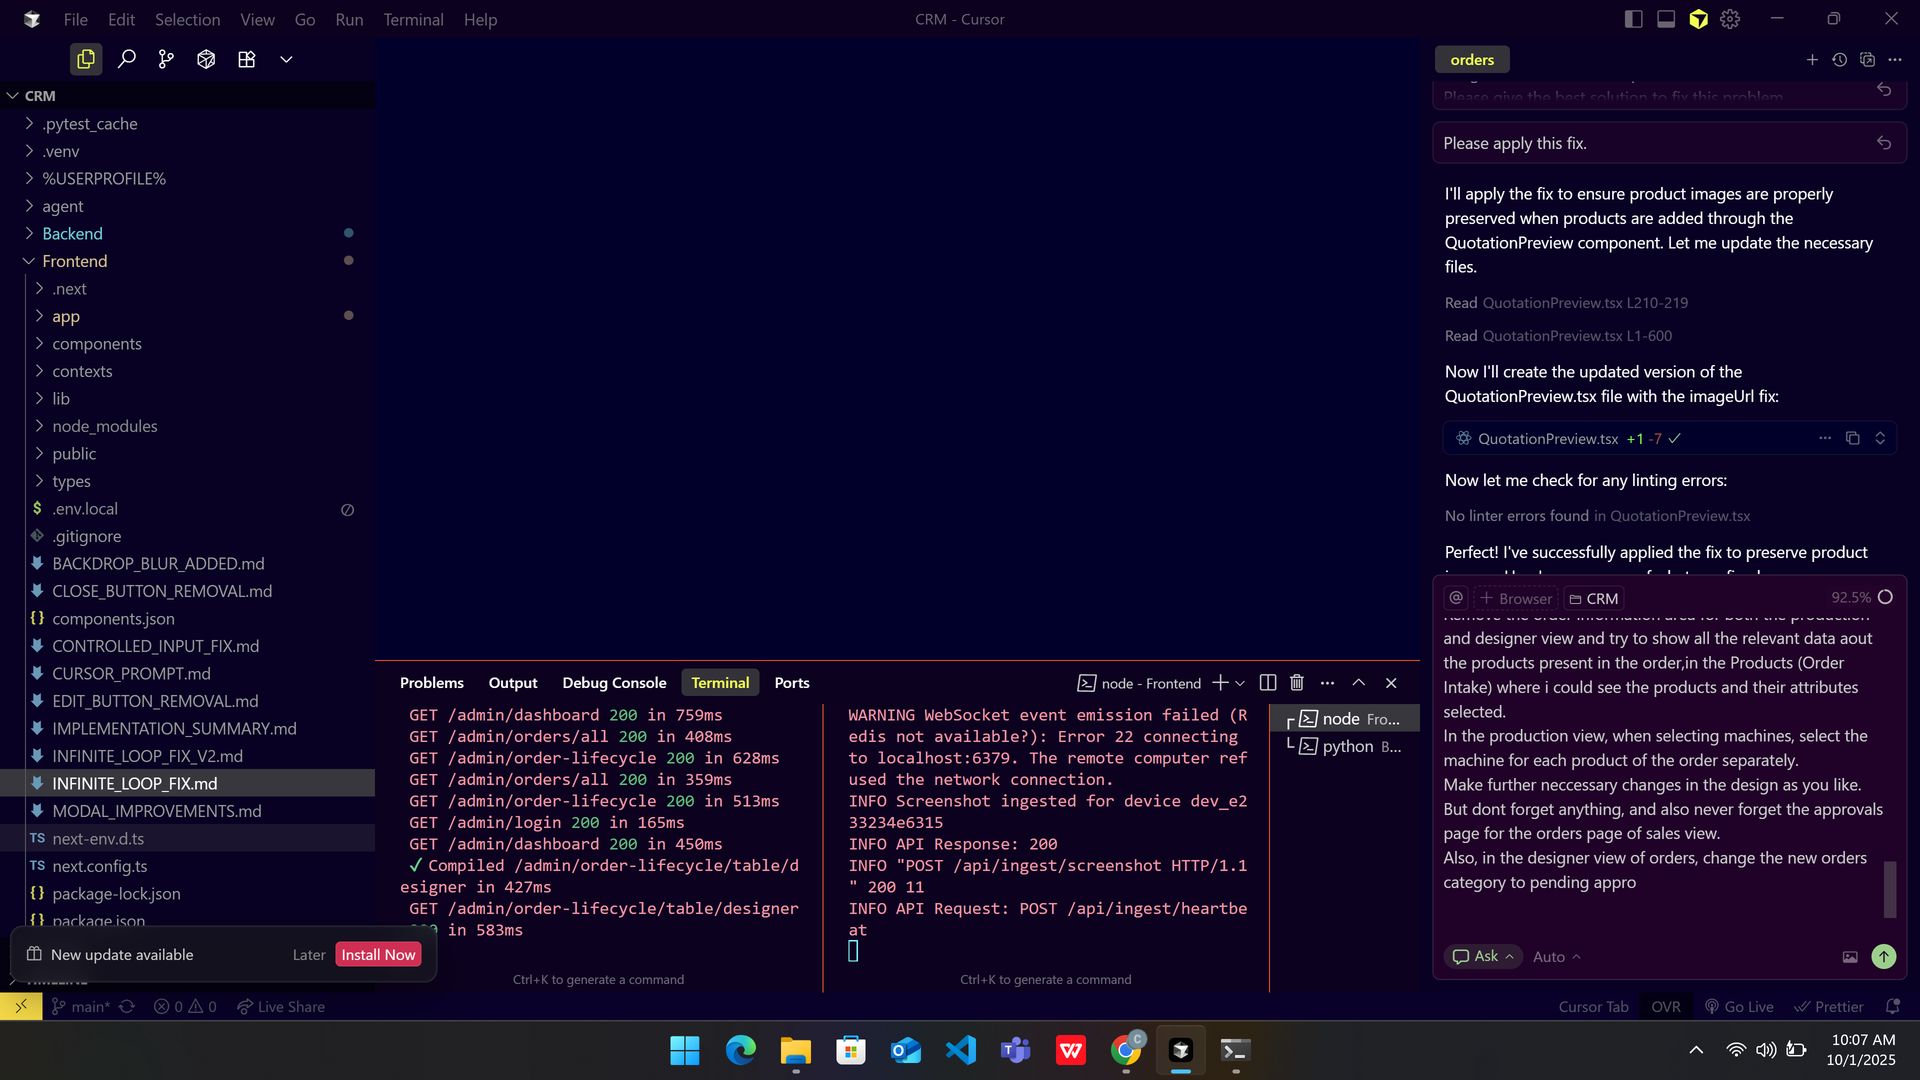 File Edit Selection View Go Run Terminal Help
CRM - Cursor
CRM
.pytest_cache
.venv
%USERPROFILE%
agent
Backend
Frontend
.next
app
components
contexts
lib
node_modules
public
types
$ .env.local
.gitignore
BACKDROP_BLUR_ADDED.md
CLOSE_BUTTON_REMOVAL.md
{} components.json
CONTROLLED_INPUT_FIX.md
CURSOR_PROMPT.md
EDIT_BUTTON_REMOVAL.md
IMPLEMENTATION_SUMMARY.md
INFINITE_LOOP_FIX_V2.md
INFINITE_LOOP_FIX.md
MODAL_IMPROVEMENTS.md
TS next-env.d.ts
TS next.config.ts
{} package-lock.json
{} package.json
New update available Later Install Now
TIMELINE
main* 0 0 Live Share
Problems Output Debug Console Terminal Ports
node - Frontend
GET /admin/dashboard 200 in 759ms
GET /admin/orders/all 200 in 408ms
GET /admin/order-lifecycle 200 in 628ms
GET /admin/orders/all 200 in 359ms
GET /admin/order-lifecycle 200 in 513ms
GET /admin/login 200 in 165ms
GET /admin/dashboard 200 in 450ms
✓ Compiled /admin/order-lifecycle/table/d
esigner in 427ms
GET /admin/order-lifecycle/table/designer
in 583ms
Ctrl+K to generate a command
WARNING WebSocket event emission failed (R
edis not available?): Error 22 connecting
to localhost:6379. The remote computer ref
used the network connection.
INFO Screenshot ingested for device dev_e2
33234e6315
INFO API Response: 200
INFO "POST /api/ingest/screenshot HTTP/1.1
" 200 11
INFO API Request: POST /api/ingest/heartbe
at
Ctrl+K to generate a command
node Fro...
python B...
orders
Please give the best solution to fix this problem
Please apply this fix.
I'll apply the fix to ensure product images are properly
preserved when products are added through the
QuotationPreview component. Let me update the necessary
files.
Read QuotationPreview.tsx L210-219
Read QuotationPreview.tsx L1-600
Now I'll create the updated version of the
QuotationPreview.tsx file with the imageUrl fix:
QuotationPreview.tsx +1 -7
Now let me check for any linting errors:
No linter errors found in QuotationPreview.tsx
Perfect! I've successfully applied the fix to preserve product
@ + Browser CRM 92.5%
Remove the order information area for both the production
and designer view and try to show all the relevant data aout
the products present in the order,in the Products (Order
Intake) where i could see the products and their attributes
selected.
In the production view, when selecting machines, select the
machine for each product of the order separately.
Make further neccessary changes in the design as you like.
But dont forget anything, and also never forget the approvals
page for the orders page of sales view.
Also, in the designer view of orders, change the new orders
category to pending appro
Ask Auto
Cursor Tab OVR Go Live Prettier
10:07 AM
10/1/2025